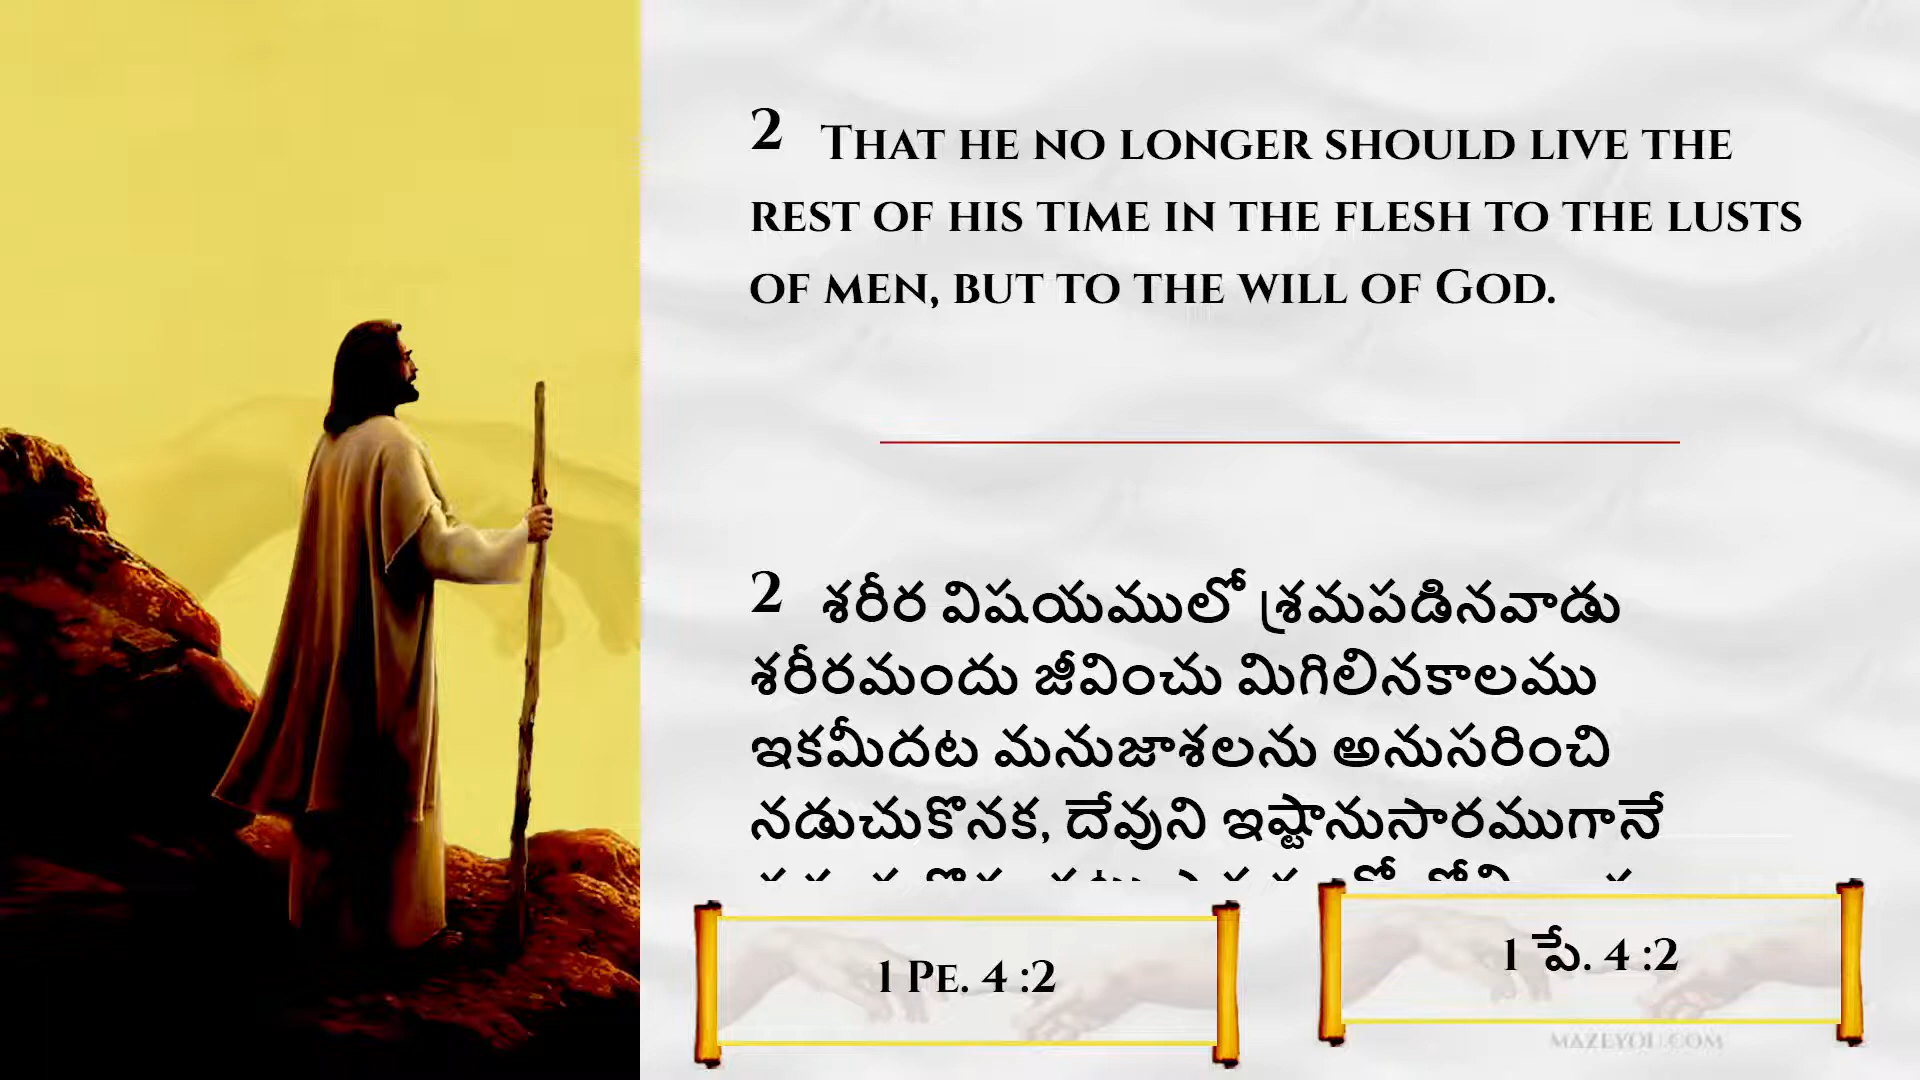 2 That he no longer should live the
rest of his time in the flesh to the lusts
of men, but to the will of God.
2 శరీర విషయములో శ్రమపడినవాడు
శరీరమందు జీవించు మిగిలినకాలము
ఇకమీదట మనుజాశలను అనుసరించి
నడుచుకొనక, దేవుని ఇష్టానుసారముగానే
1 Pe. 4 :2
1 పే. 4 :2